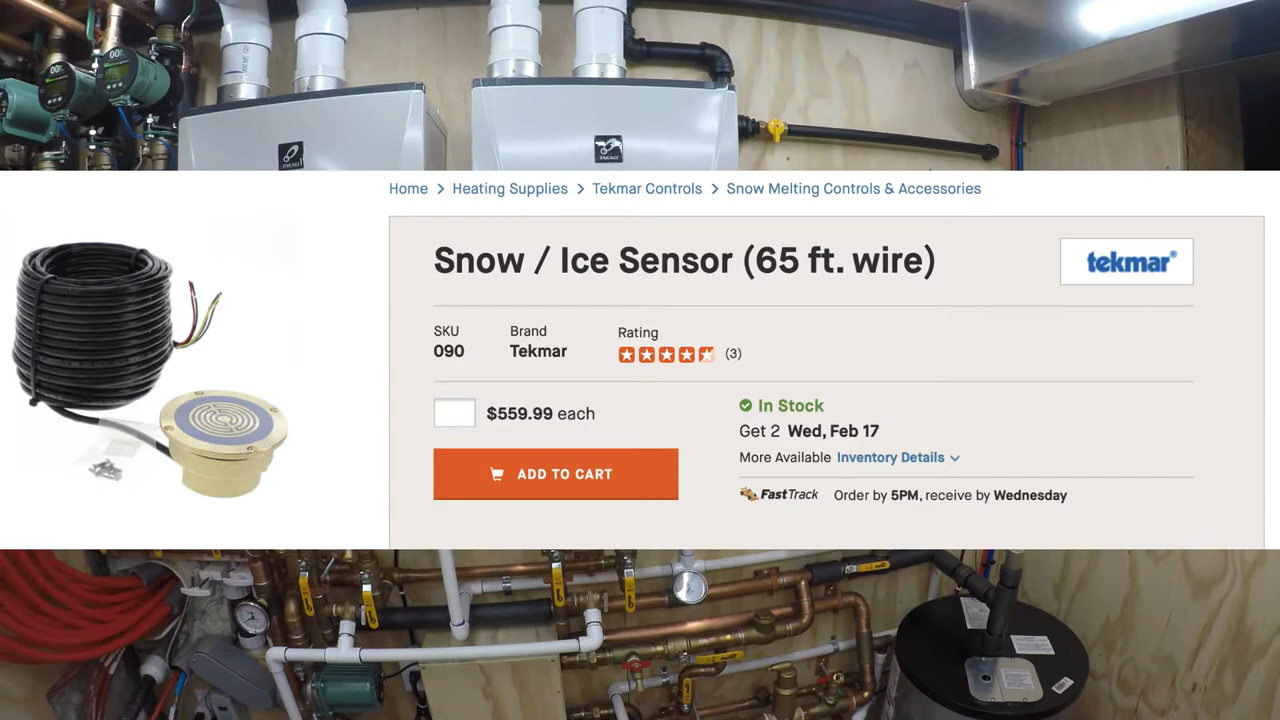 TAKAGI
TAKAGI
Home > Heating Supplies > Tekmar Controls > Snow Melting Controls & Accessories
Snow / Ice Sensor (65 ft. wire)
tekmar®
SKU
Brand
Rating
090
Tekmar
(3)
$559.99 each
In Stock
Get 2 Wed, Feb 17
More Available Inventory Details
ADD TO CART
FastTrack Order by 5PM, receive by Wednesday